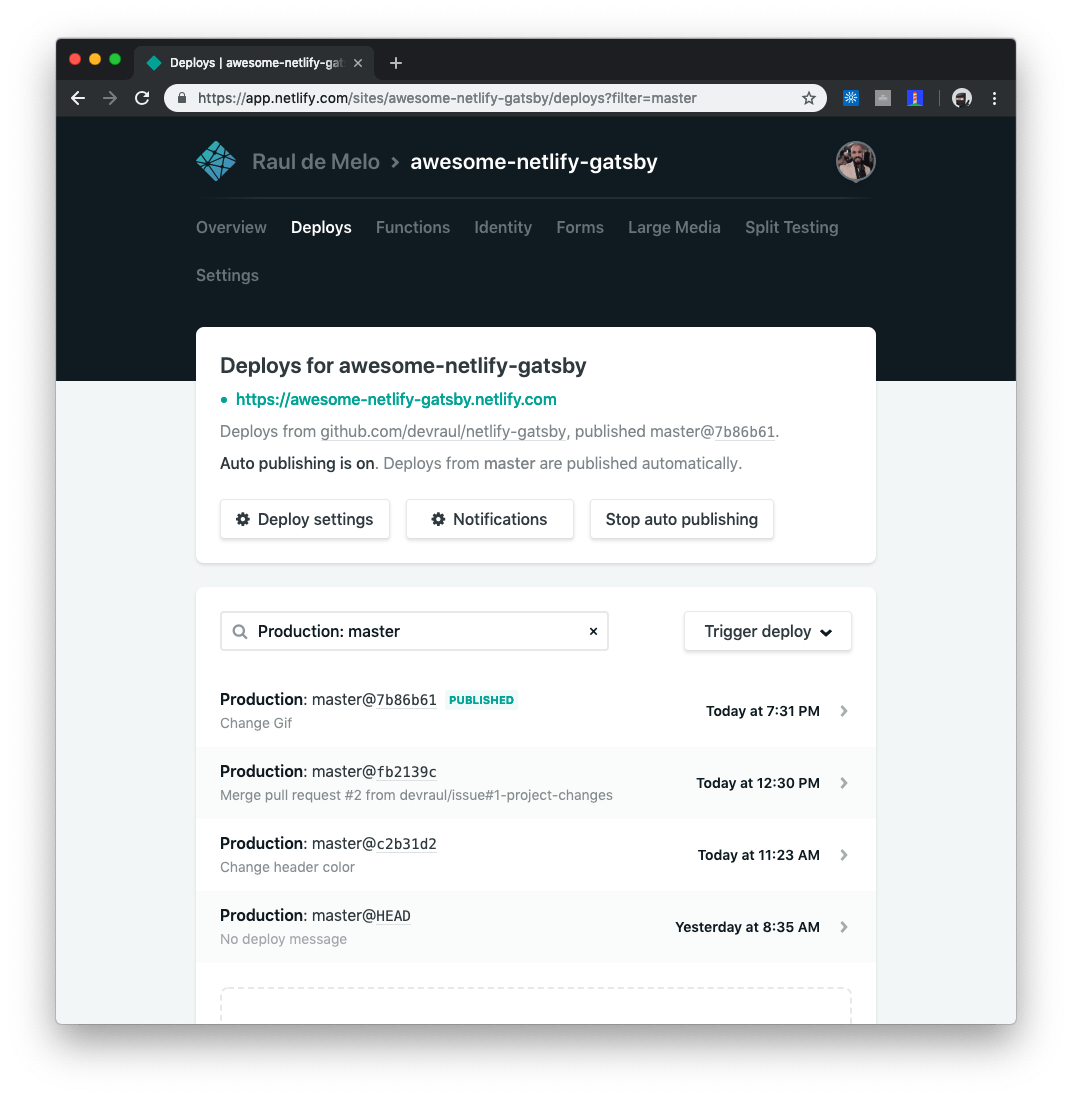 Deploys | awesome-netlify-gat
https://app.netlify.com/sites/awesome-netlify-gatsby/deploys?filter=master
Raul de Melo > awesome-netlify-gatsby
Overview Deploys Functions Identity Forms Large Media Split Testing
Settings
Deploys for awesome-netlify-gatsby
• https://awesome-netlify-gatsby.netlify.com
Deploys from github.com/devraul/netlify-gatsby, published master@7b86b61.
Auto publishing is on. Deploys from master are published automatically.
Deploy settings Notifications Stop auto publishing
Production: master × Trigger deploy
Production: master@7b86b61 PUBLISHED
Today at 7:31 PM
Change Gif
Production: master@fb2139c
Today at 12:30 PM
Merge pull request #2 from devraul/issue#1-project-changes
Production: master@c2b31d2
Today at 11:23 AM
Change header color
Production: master@HEAD
Yesterday at 8:35 AM
No deploy message